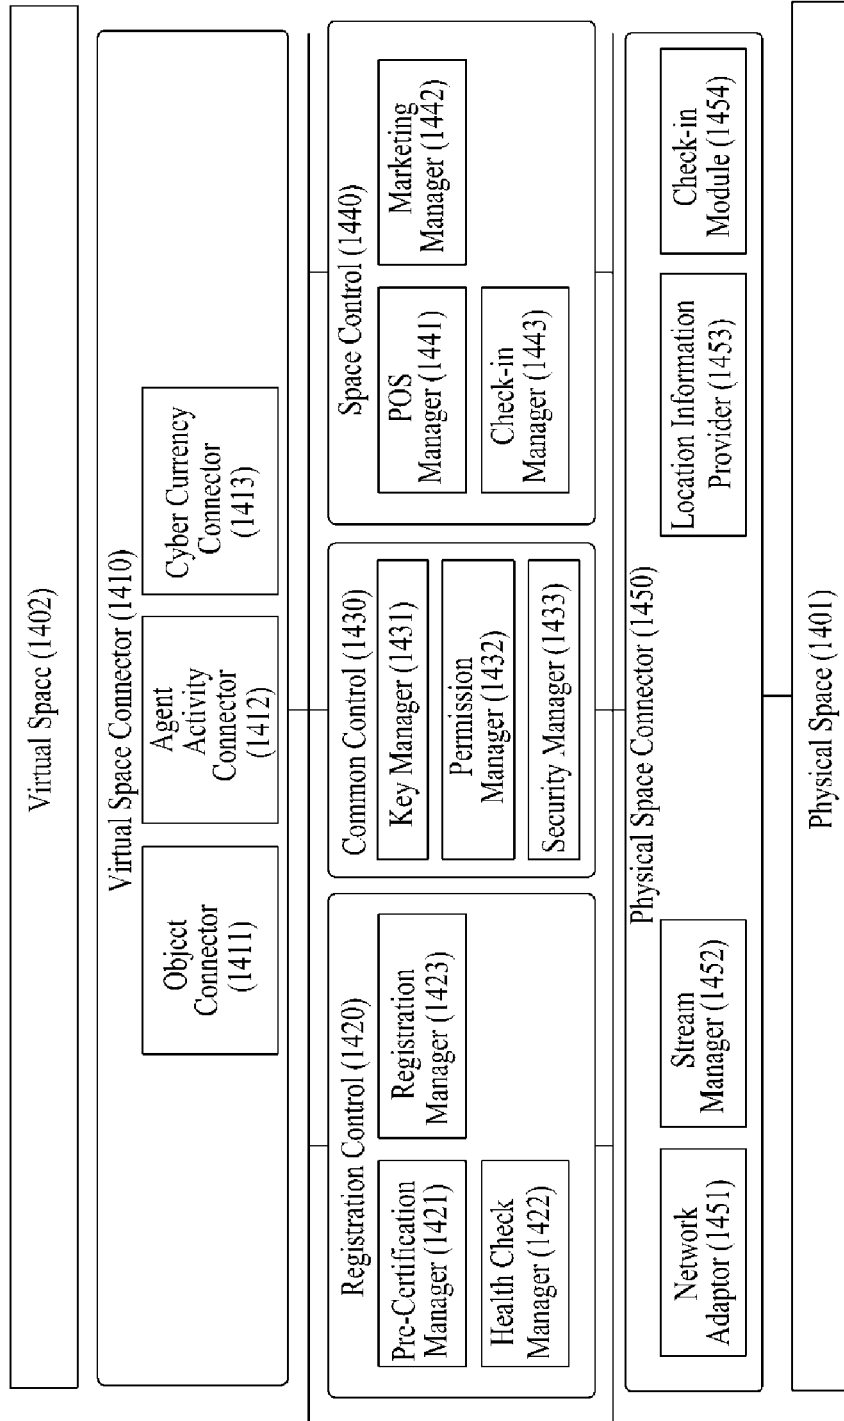 Virtual Space (1402)
Virtual Space Connector (1410)
Object
Connector
(1411)
Agent
Activity
Connector
(1412)
Cyber Currency
Connector
(1413)
Registration Control (1420)
Pre-Certification
Manager (1421)
Registration
Manager (1423)
Health Check
Manager (1422)
Common Control (1430)
Key Manager (1431)
Permission
Manager (1432)
Security Manager (1433)
Space Control (1440)
POS
Manager (1441)
Marketing
Manager (1442)
Check-in
Manager (1443)
Physical Space Connector (1450)
Network
Adaptor (1451)
Stream
Manager (1452)
Location Information
Provider (1453)
Check-in
Module (1454)
Physical Space (1401)